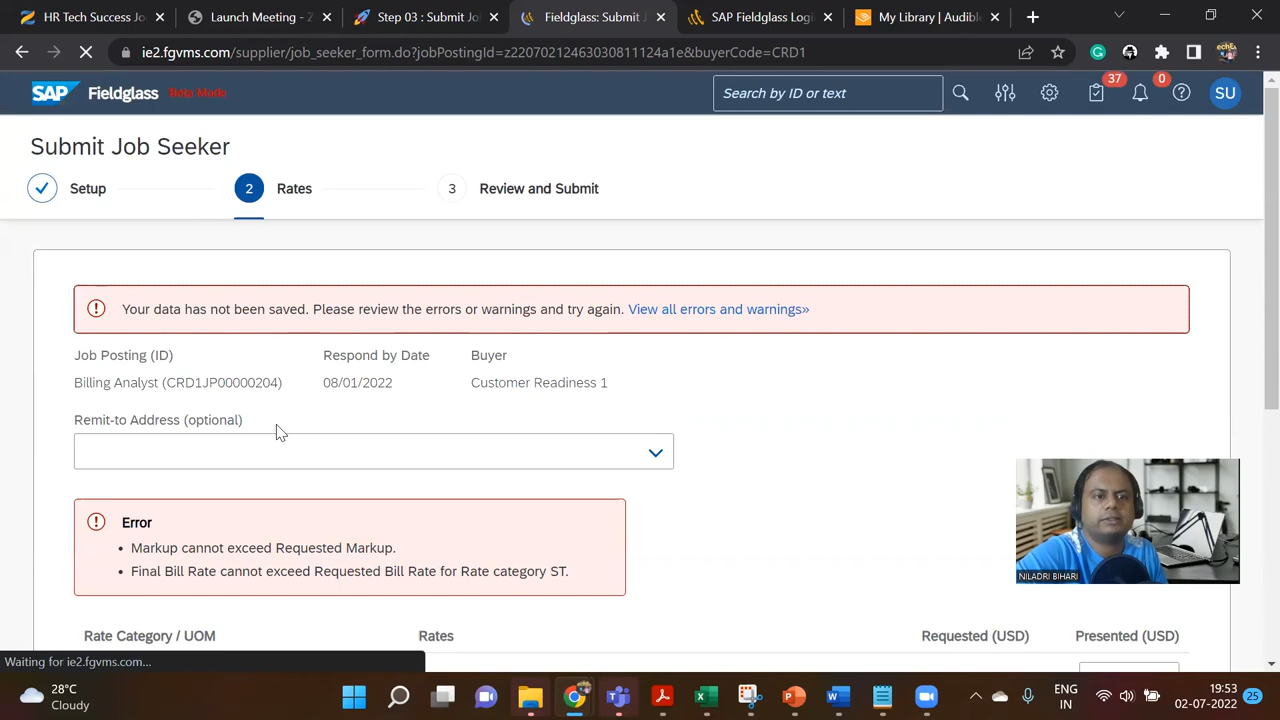 HR Tech Success Jo
Launch Meeting - Z
Step 03 : Submit Job
Fieldglass: Submit J
SAP Fieldglass Logi
My Library | Audibl
ie2.fgvms.com/supplier/job_seeker_form.do?jobPostingId=z22070212463030811124a1e&buyerCode=CRD1
SAP Fieldglass Beta Mode
Search by ID or text
37
0
SU
Submit Job Seeker
Setup
2 Rates
3 Review and Submit
Your data has not been saved. Please review the errors or warnings and try again. View all errors and warnings»
Job Posting (ID) Respond by Date Buyer
Billing Analyst (CRD1JP00000204) 08/01/2022 Customer Readiness 1
Remit-to Address (optional)
Error
• Markup cannot exceed Requested Markup.
• Final Bill Rate cannot exceed Requested Bill Rate for Rate category ST.
NILADRI BIHARI
Rate Category / UOM Rates Requested (USD) Presented (USD)
Waiting for ie2.fgvms.com...
28°C
Cloudy
ENG
IN
19:53
02-07-2022
25